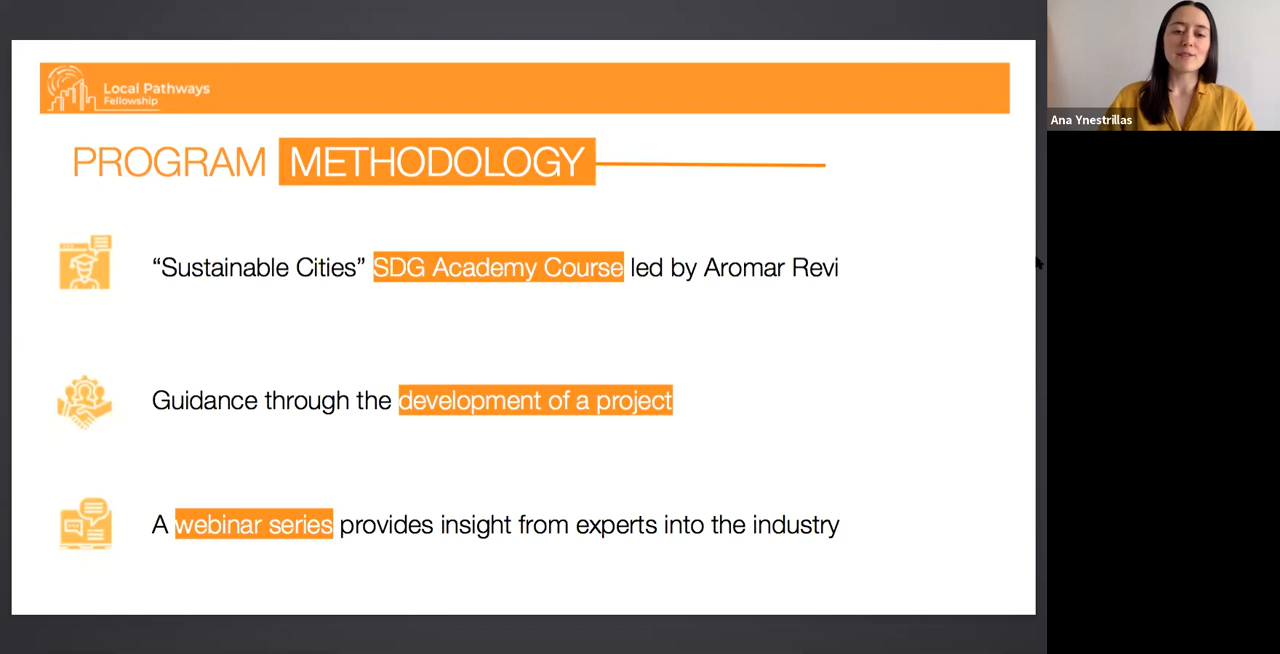 Local Pathways
Fellowship
PROGRAM METHODOLOGY
“Sustainable Cities” SDG Academy Course led by Aromar Revi
Guidance through the development of a project
A webinar series provides insight from experts into the industry
Ana Ynestrillas